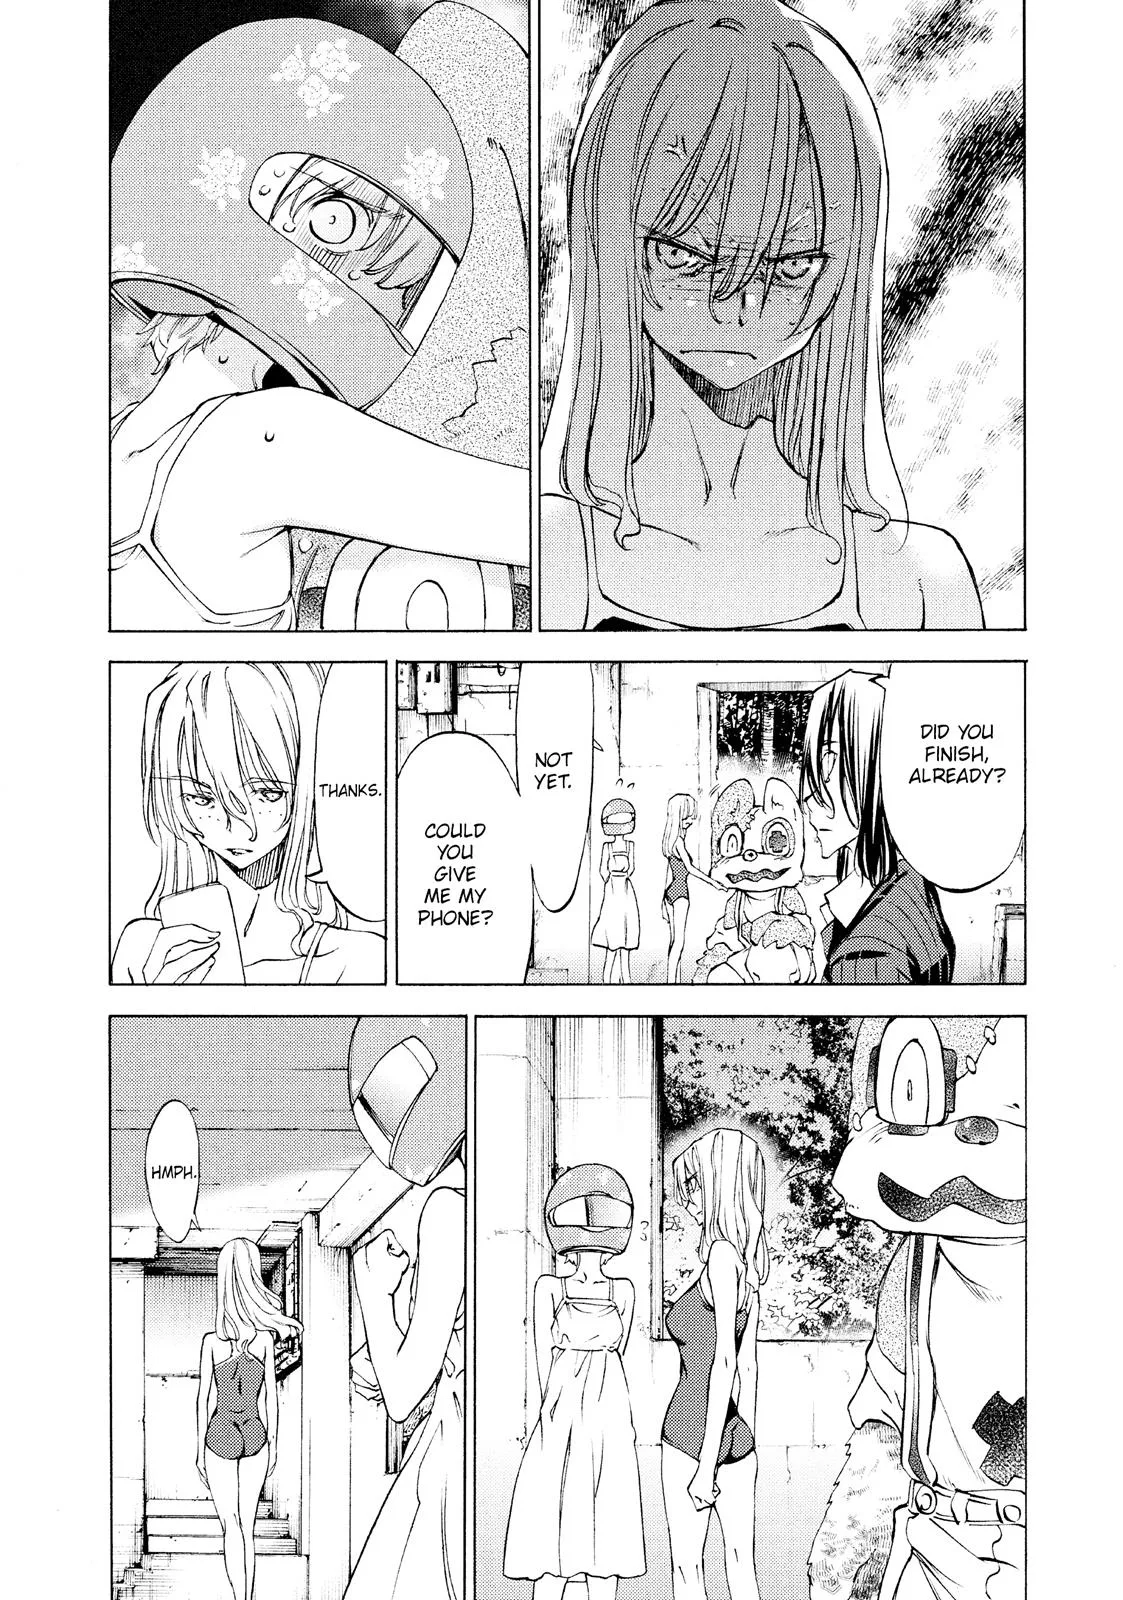 DID YOU
FINISH,
ALREADY?
NOT
YET.
COULD
YOU
GIVE
ME MY
PHONE?
THANKS.
HMPH.